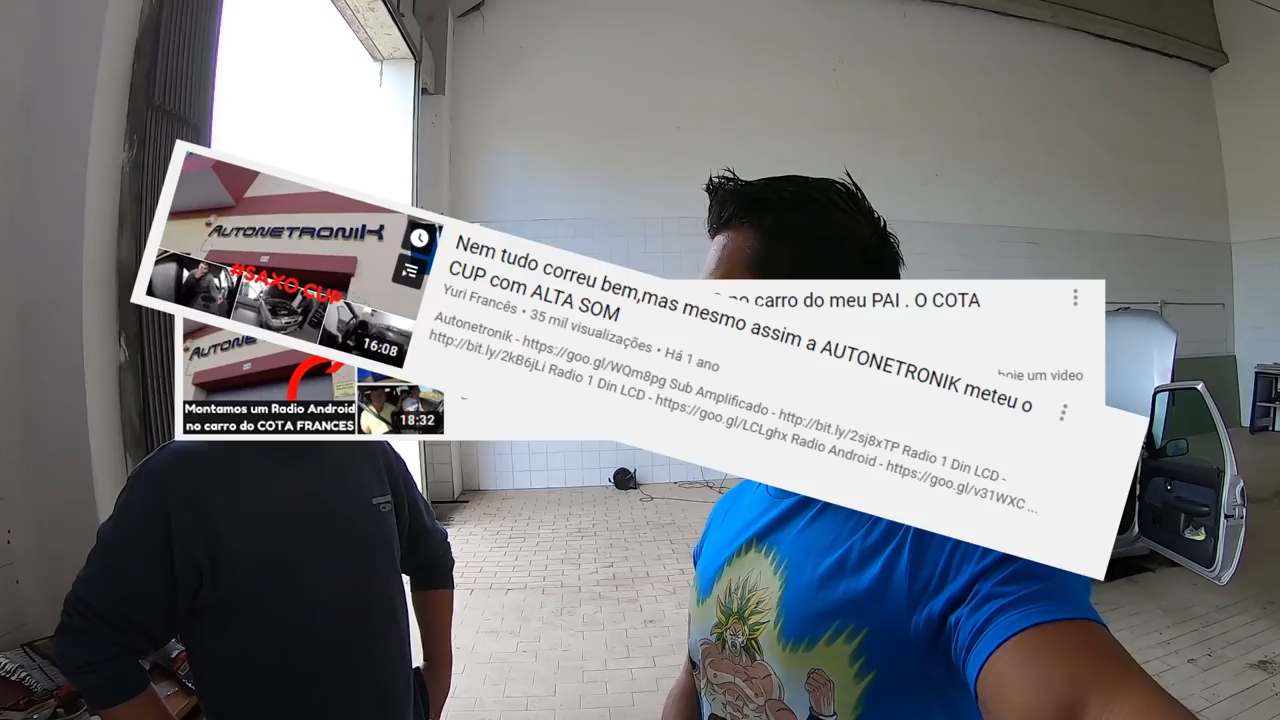 AUTONETRONIK
#SAXO CUP
16:08
Nem tudo correu bem,mas mesmo assim a AUTONETRONIK meteu o
CUP com ALTA SOM
Yuri Francês • 35 mil visualizações • Há 1 ano
Autonetronik - https://goo.gl/WQm8pg Sub Amplificado - http://bit.ly/2sj8xTP Radio 1 Din LCD -
http://bit.ly/2kB6jLi Radio 1 Din LCD - https://goo.gl/LCLghx Radio Android - https://goo.gl/v31WXC ...
no carro do meu PAI . O COTA
hoje um video
Montamos um Radio Android
no carro do COTA FRANCES
18:32